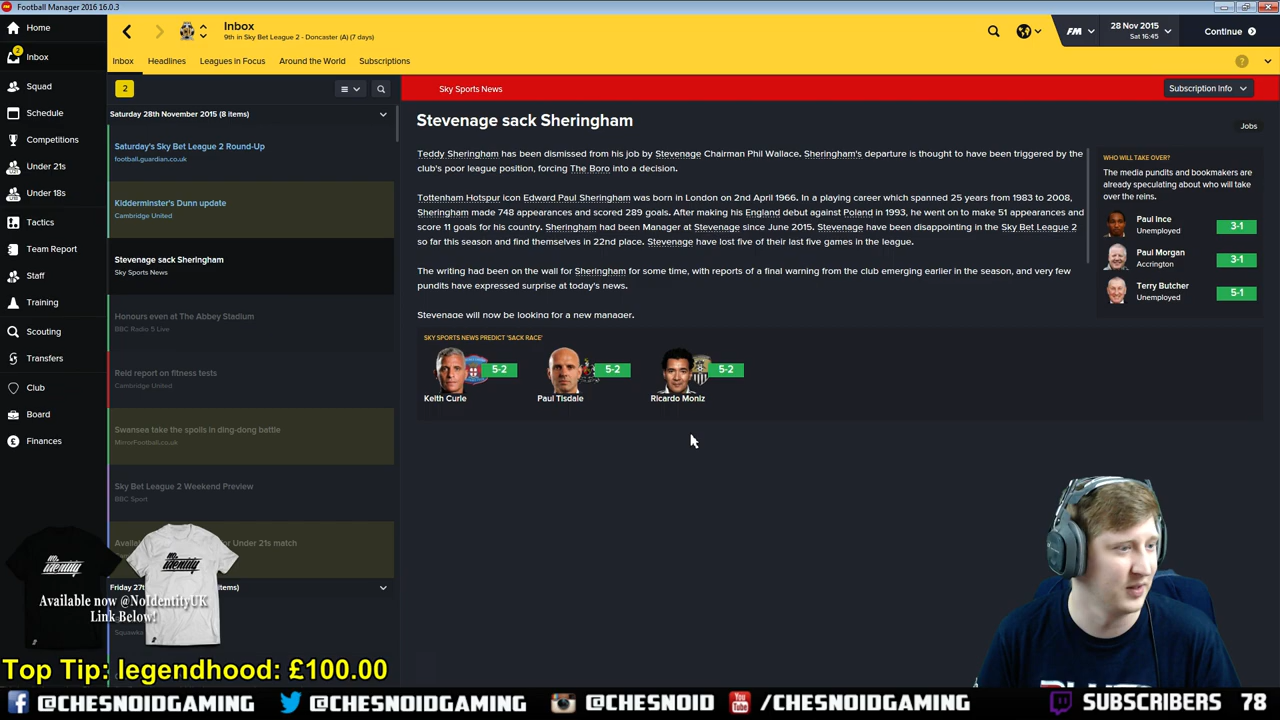 Football Manager 2016 16.0.3
Home
Inbox
9th in Sky Bet League 2 - Doncaster (A) (7 days)
FM
28 Nov 2015
Sat 16:45
Continue
2
Inbox
Inbox
Headlines
Leagues in Focus
Around the World
Subscriptions
?
Squad
Schedule
Competitions
Under 21s
Under 18s
Tactics
Team Report
Staff
Training
Scouting
Transfers
Club
Board
Finances
2
Saturday 28th November 2015 (8 items)
Saturday's Sky Bet League 2 Round-Up
football.guardian.co.uk
Kidderminster's Dunn update
Cambridge United
Stevenage sack Sheringham
Sky Sports News
Honours even at The Abbey Stadium
BBC Radio 5 Live
Reid report on fitness tests
Cambridge United
Swansea take the spoils in ding-dong battle
MirrorFootball.co.uk
Sky Bet League 2 Weekend Preview
BBC Sport
or Under 21s match
Squawka
Sky Sports News
Subscription Info
Stevenage sack Sheringham
Jobs
Teddy Sheringham has been dismissed from his job by Stevenage Chairman Phil Wallace. Sheringham's departure is thought to have been triggered by the
club's poor league position, forcing The Boro into a decision.
Tottenham Hotspur icon Edward Paul Sheringham was born in London on 2nd April 1966. In a playing career which spanned 25 years from 1983 to 2008,
Sheringham made 748 appearances and scored 289 goals. After making his England debut against Poland in 1993, he went on to make 51 appearances and
score 11 goals for his country. Sheringham had been Manager at Stevenage since June 2015. Stevenage have been disappointing in the Sky Bet League 2
so far this season and find themselves in 22nd place. Stevenage have lost five of their last five games in the league.
The writing had been on the wall for Sheringham for some time, with reports of a final warning from the club emerging earlier in the season, and very few
pundits have expressed surprise at today's news.
Stevenage will now be looking for a new manager.
WHO WILL TAKE OVER?
The media pundits and bookmakers are
already speculating about who will take
over the reins.
Paul Ince
Unemployed
3-1
Paul Morgan
Accrington
3-1
Terry Butcher
Unemployed
5-1
SKY SPORTS NEWS PREDICT 'SACK RACE'
5-2
Keith Curle
5-2
Paul Tisdale
5-2
Ricardo Moniz
No Identity
No Identity
Available now @NoIdentityUK
Link Below!
Top Tip: legendhood: £100.00
@CHESNOIDGAMING
@CHESNOIDGAMING
@CHESNOID
You Tube
/CHESNOIDGAMING
SUBSCRIBERS 78